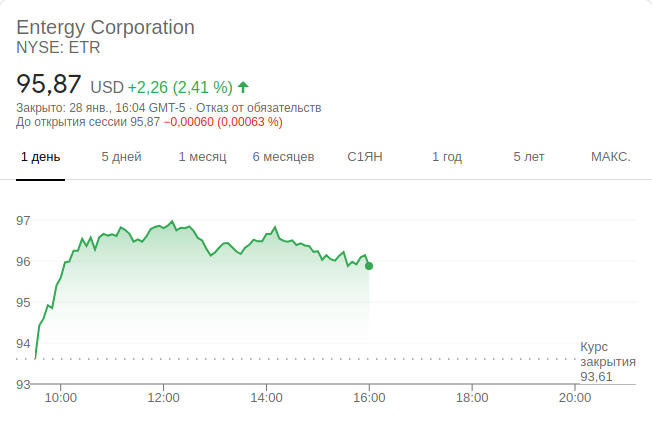 Entergy Corporation
NYSE: ETR
95,87 USD +2,26 (2,41 %)
Закрыто: 28 янв., 16:04 GMT-5 · Отказ от обязательств
До открытия сессии 95,87 −0,00060 (0,00063 %)
1 день 5 дней 1 месяц 6 месяцев С1ЯН 1 год 5 лет МАКС.
97
96
95
94
93
Курс
закрытия
93,61
10:00 12:00 14:00 16:00 18:00 20:00